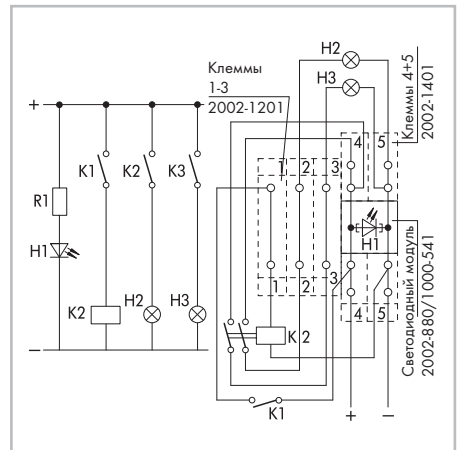 H2
H3
Клеммы
1-3
2002-1201
Клеммы 4+5
2002-1401
+
K1
K2
K3
R1
H1
K2
H2
H3
−
1
2
3
4
5
H1
1
2
3
4
5
K2
K1
+
−
Светодиодный модуль
2002-880/1000-541